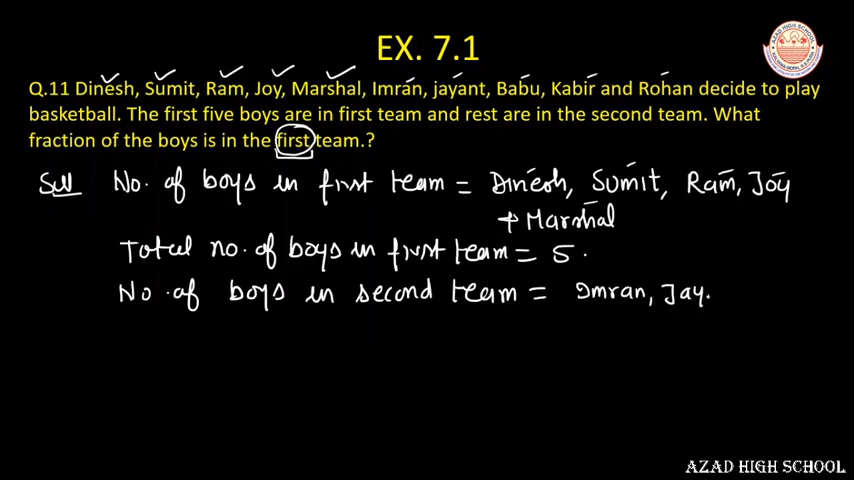 EX. 7.1
AZAD HIGH SCHOOL
Q.11 Dinesh, Sumit, Ram, Joy, Marshal, Imran, jayant, Babu, Kabir and Rohan decide to play
basketball. The first five boys are in first team and rest are in the second team. What
fraction of the boys is in the first team.?
Sol No. of boys in first team = Dinesh, Sumit, Ram, Joy
+ Marshal
Total no. of boys in first team = 5.
No. of boys in second team = Imran, Jay.
AZAD HIGH SCHOOL